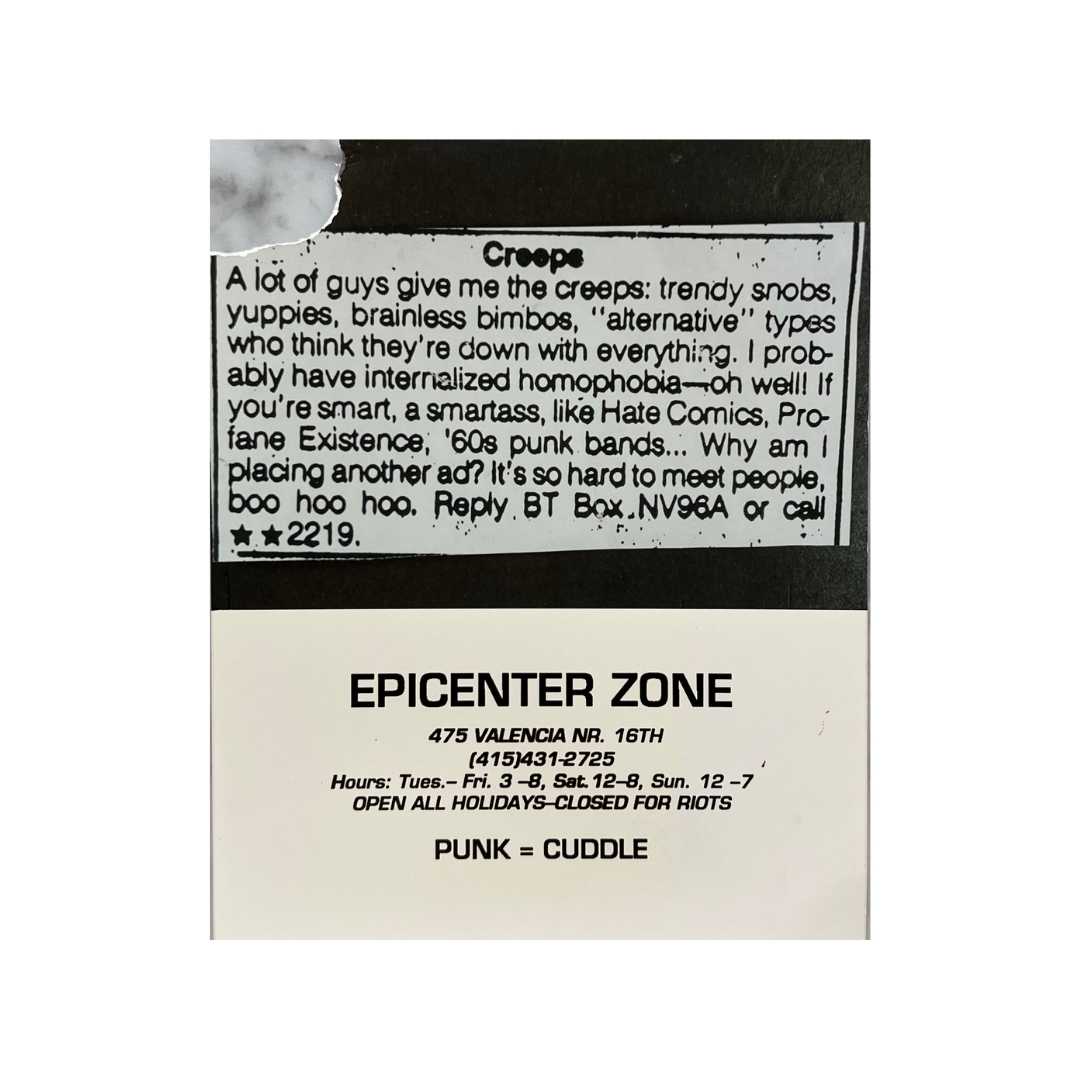 Creeps
A lot of guys give me the creeps: trendy snobs,
yuppies, brainless bimbos, "alternative" types
who think they're down with everything. I prob-
ably have internalized homophobia—oh well! If
you're smart, a smartass, like Hate Comics, Pro-
fane Existence, '60s punk bands... Why am I
placing another ad? It's so hard to meet people,
boo hoo hoo. Reply BT Box NV96A or call
★★2219.
EPICENTER ZONE
475 VALENCIA NR. 16TH
(415)431-2725
Hours: Tues.– Fri. 3 –8, Sat. 12–8, Sun. 12 –7
OPEN ALL HOLIDAYS–CLOSED FOR RIOTS
PUNK = CUDDLE